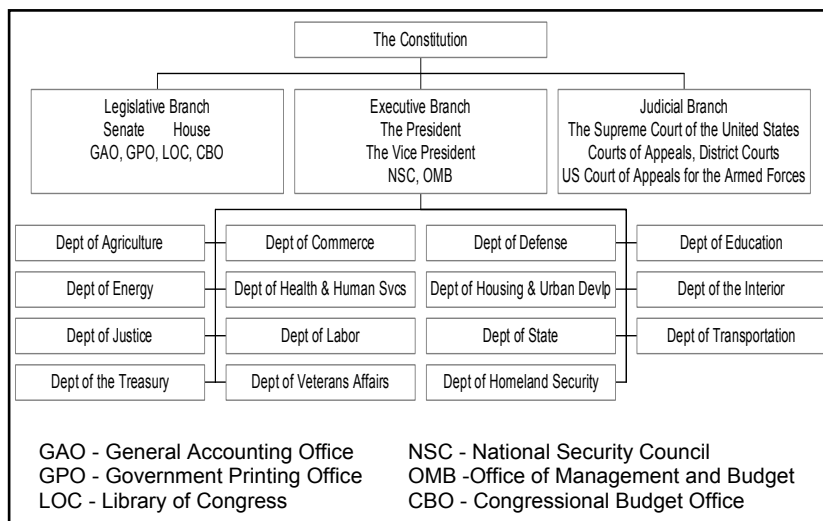 The Constitution
Legislative Branch
Senate House
GAO, GPO, LOC, CBO
Executive Branch
The President
The Vice President
NSC, OMB
Judicial Branch
The Supreme Court of the United States
Courts of Appeals, District Courts
US Court of Appeals for the Armed Forces
Dept of Agriculture
Dept of Commerce
Dept of Defense
Dept of Education
Dept of Energy
Dept of Health & Human Svcs
Dept of Housing & Urban Devlp
Dept of the Interior
Dept of Justice
Dept of Labor
Dept of State
Dept of Transportation
Dept of the Treasury
Dept of Veterans Affairs
Dept of Homeland Security
GAO - General Accounting Office
GPO - Government Printing Office
LOC - Library of Congress
NSC - National Security Council
OMB -Office of Management and Budget
CBO - Congressional Budget Office